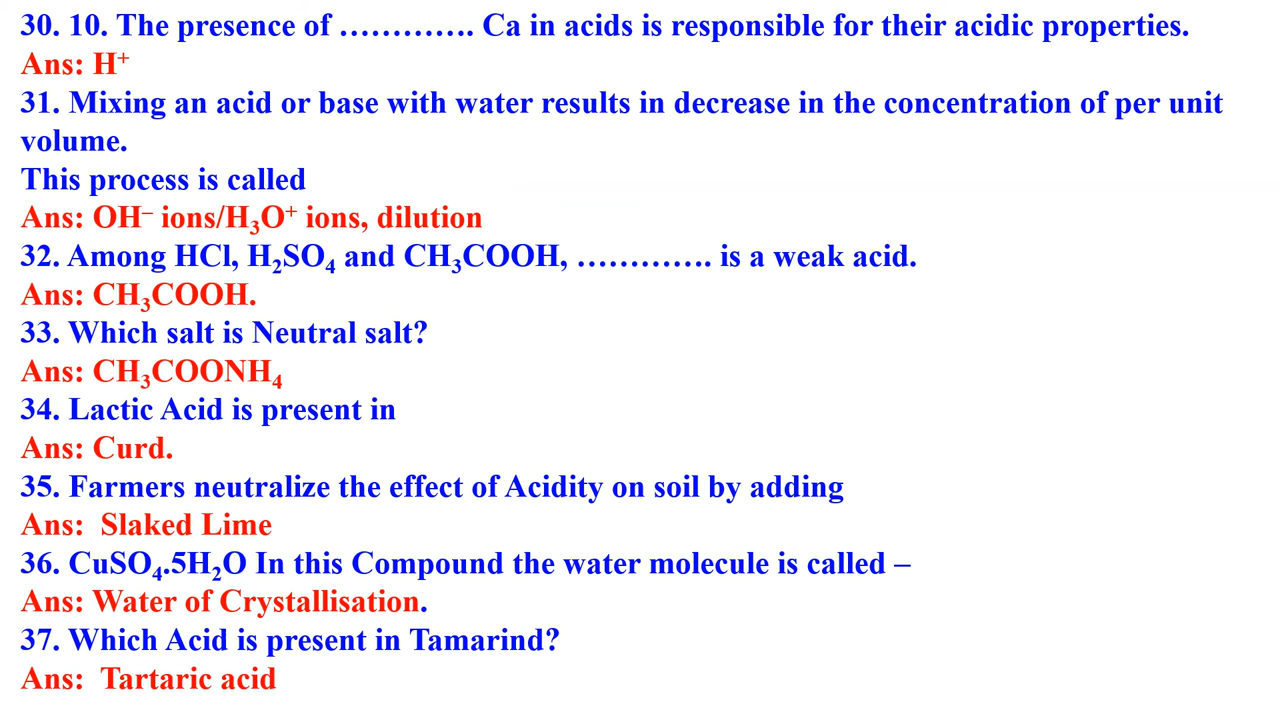 30. 10. The presence of …………. Ca in acids is responsible for their acidic properties.
Ans: H⁺
31. Mixing an acid or base with water results in decrease in the concentration of per unit
volume.
This process is called
Ans: OH⁻ ions/H₃O⁺ ions, dilution
32. Among HCl, H₂SO₄ and CH₃COOH, …………. is a weak acid.
Ans: CH₃COOH.
33. Which salt is Neutral salt?
Ans: CH₃COONH₄
34. Lactic Acid is present in
Ans: Curd.
35. Farmers neutralize the effect of Acidity on soil by adding
Ans:  Slaked Lime
36. CuSO₄.5H₂O In this Compound the water molecule is called –
Ans: Water of Crystallisation.
37. Which Acid is present in Tamarind?
Ans:  Tartaric acid